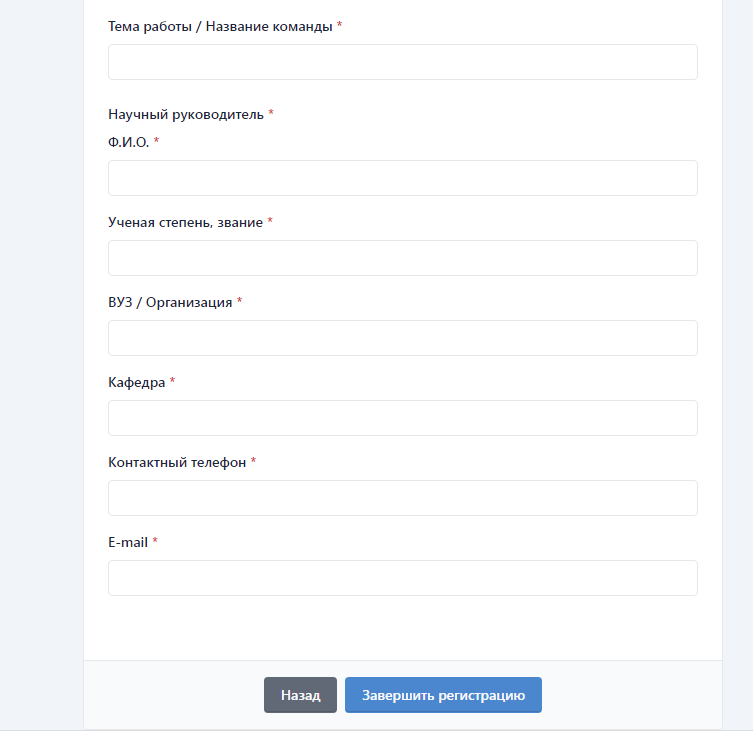 Тема работы / Название команды *
Научный руководитель *
Ф.И.О. *
Ученая степень, звание *
ВУЗ / Организация *
Кафедра *
Контактный телефон *
E-mail *
Назад Завершить регистрацию